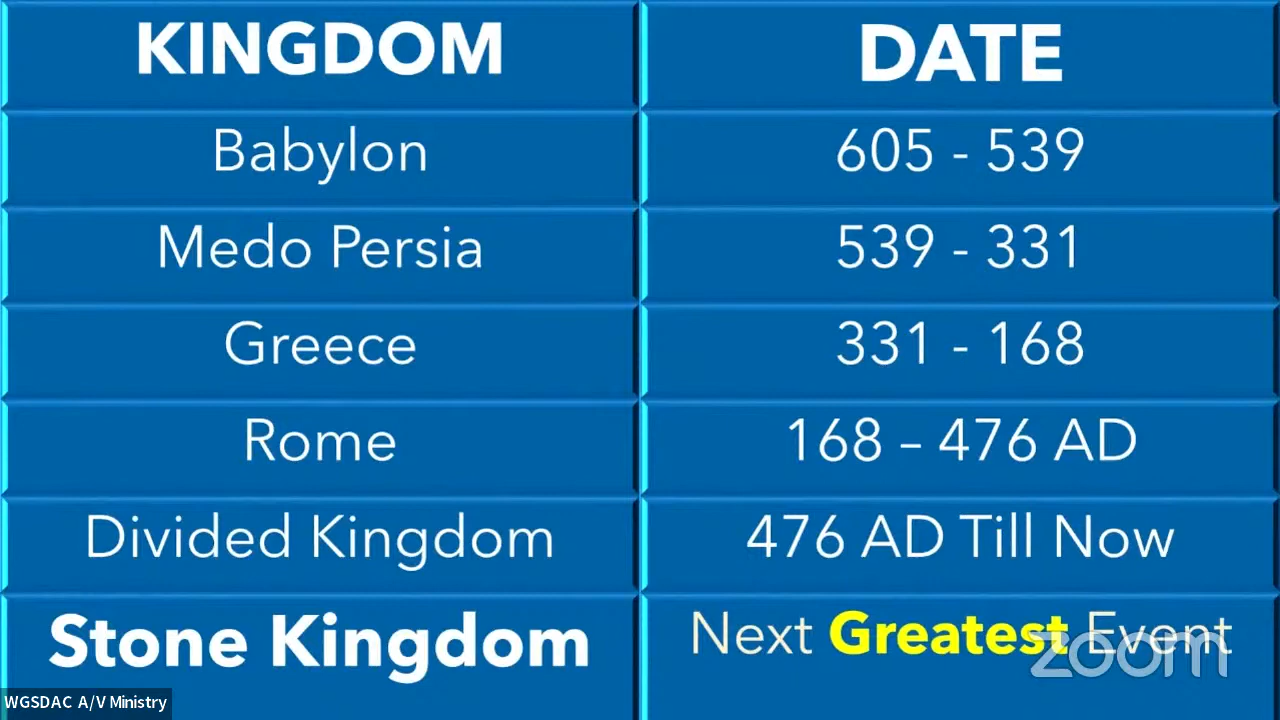 KINGDOM DATE
Babylon 605 - 539
Medo Persia 539 - 331
Greece 331 - 168
Rome 168 – 476 AD
Divided Kingdom 476 AD Till Now
Stone Kingdom Next Greatest Event
zoom
WGSDAC A/V Ministry